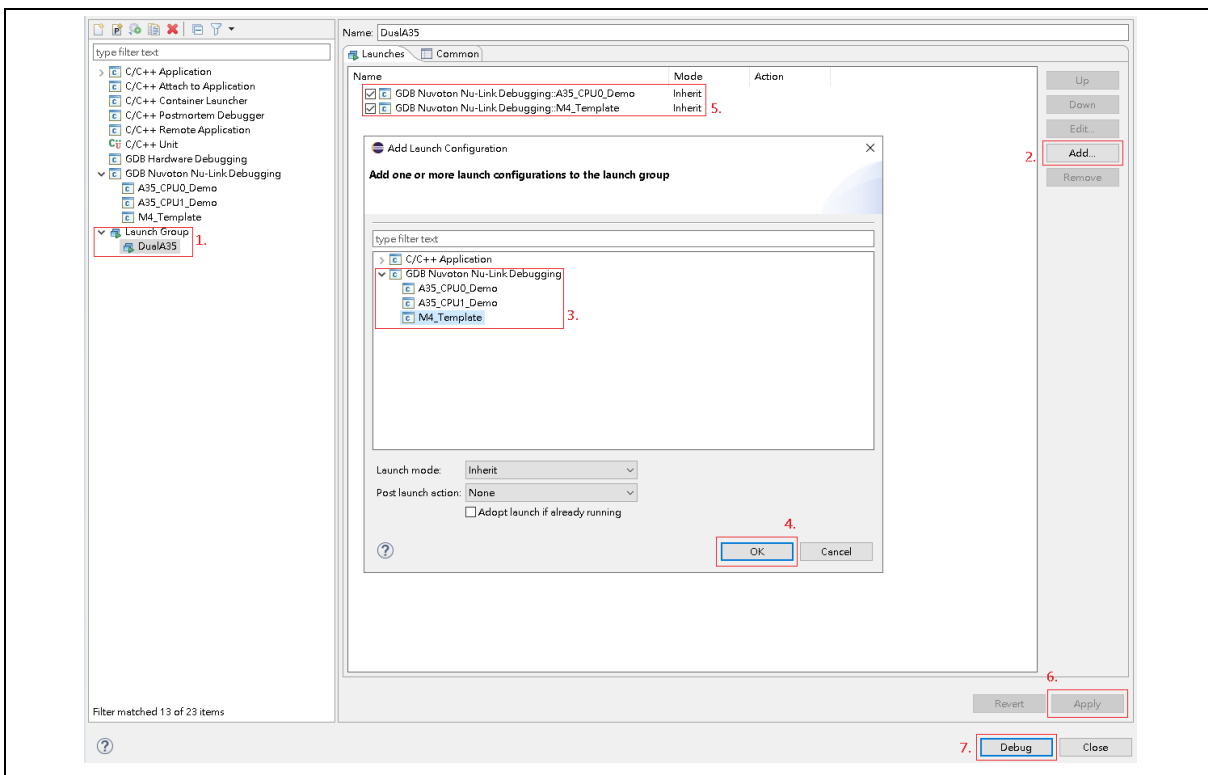 type filter text
C/C++ Application
C/C++ Attach to Application
C/C++ Container Launcher
C/C++ Postmortem Debugger
C/C++ Remote Application
C/C++ Unit
GDB Hardware Debugging
GDB Nuvoton Nu-Link Debugging
A35_CPU0_Demo
A35_CPU1_Demo
M4_Template
Launch Group
1.
DualA35
Filter matched 13 of 23 items
Name: DualA35
Launches Common
Name Mode Action
GDB Nuvoton Nu-Link Debugging::A35_CPU0_Demo Inherit
GDB Nuvoton Nu-Link Debugging::M4_Template Inherit
5.
Up
Down
Edit...
2. Add...
Remove
Add Launch Configuration
Add one or more launch configurations to the launch group
type filter text
C/C++ Application
GDB Nuvoton Nu-Link Debugging
A35_CPU0_Demo
A35_CPU1_Demo
M4_Template
3.
Launch mode: Inherit
Post launch action: None
Adopt launch if already running
4.
OK Cancel
6.
Revert Apply
7. Debug Close